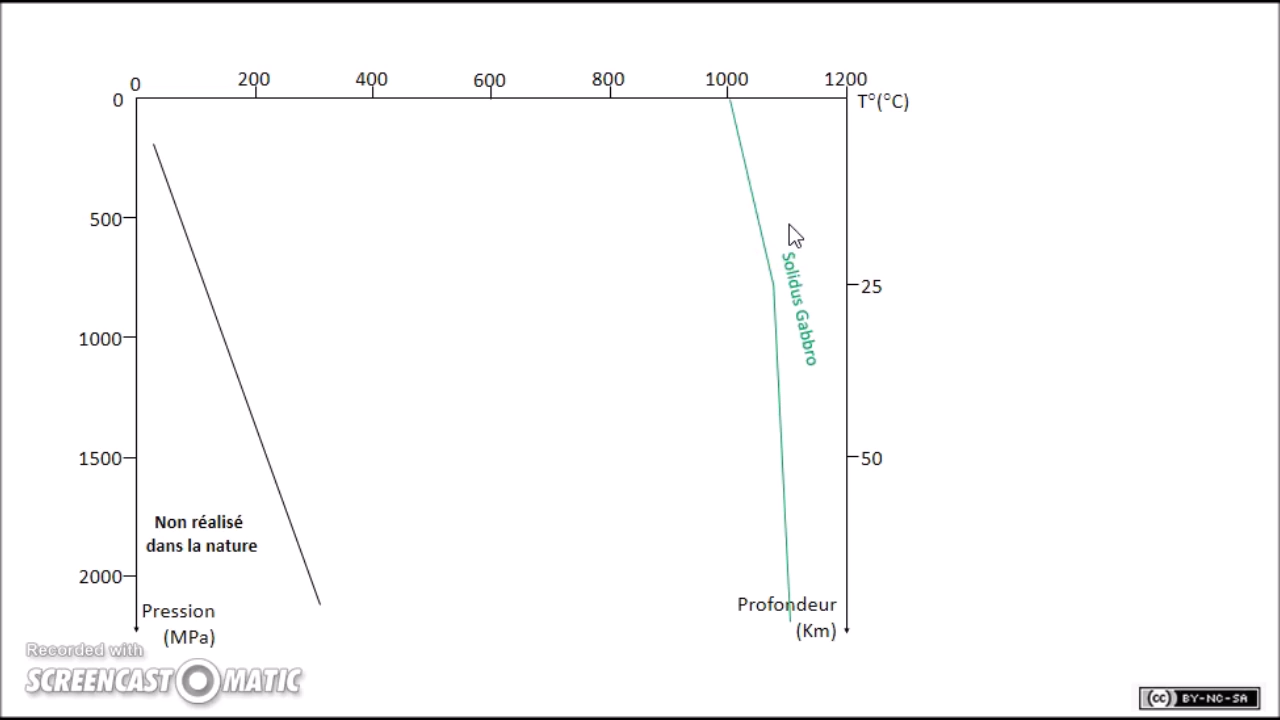 0 200 400 600 800 1000 1200
0 T°(°C)
500
25
Solidus Gabbro
1000
1500 50
Non réalisé
dans la nature
2000
Pression Profondeur
(MPa) (Km)
Recorded with
SCREENCAST O MATIC
cc BY-NC-SA